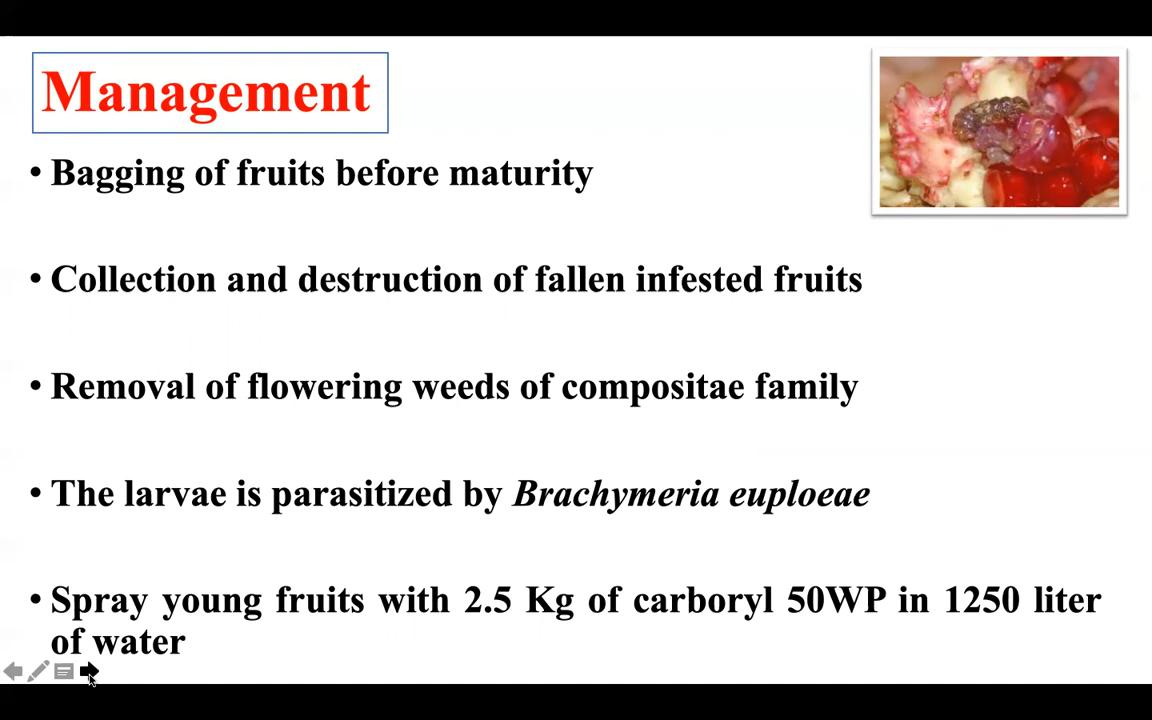 Management
• Bagging of fruits before maturity
• Collection and destruction of fallen infested fruits
• Removal of flowering weeds of compositae family
• The larvae is parasitized by Brachymeria euploeae
• Spray young fruits with 2.5 Kg of carboryl 50WP in 1250 liter
of water